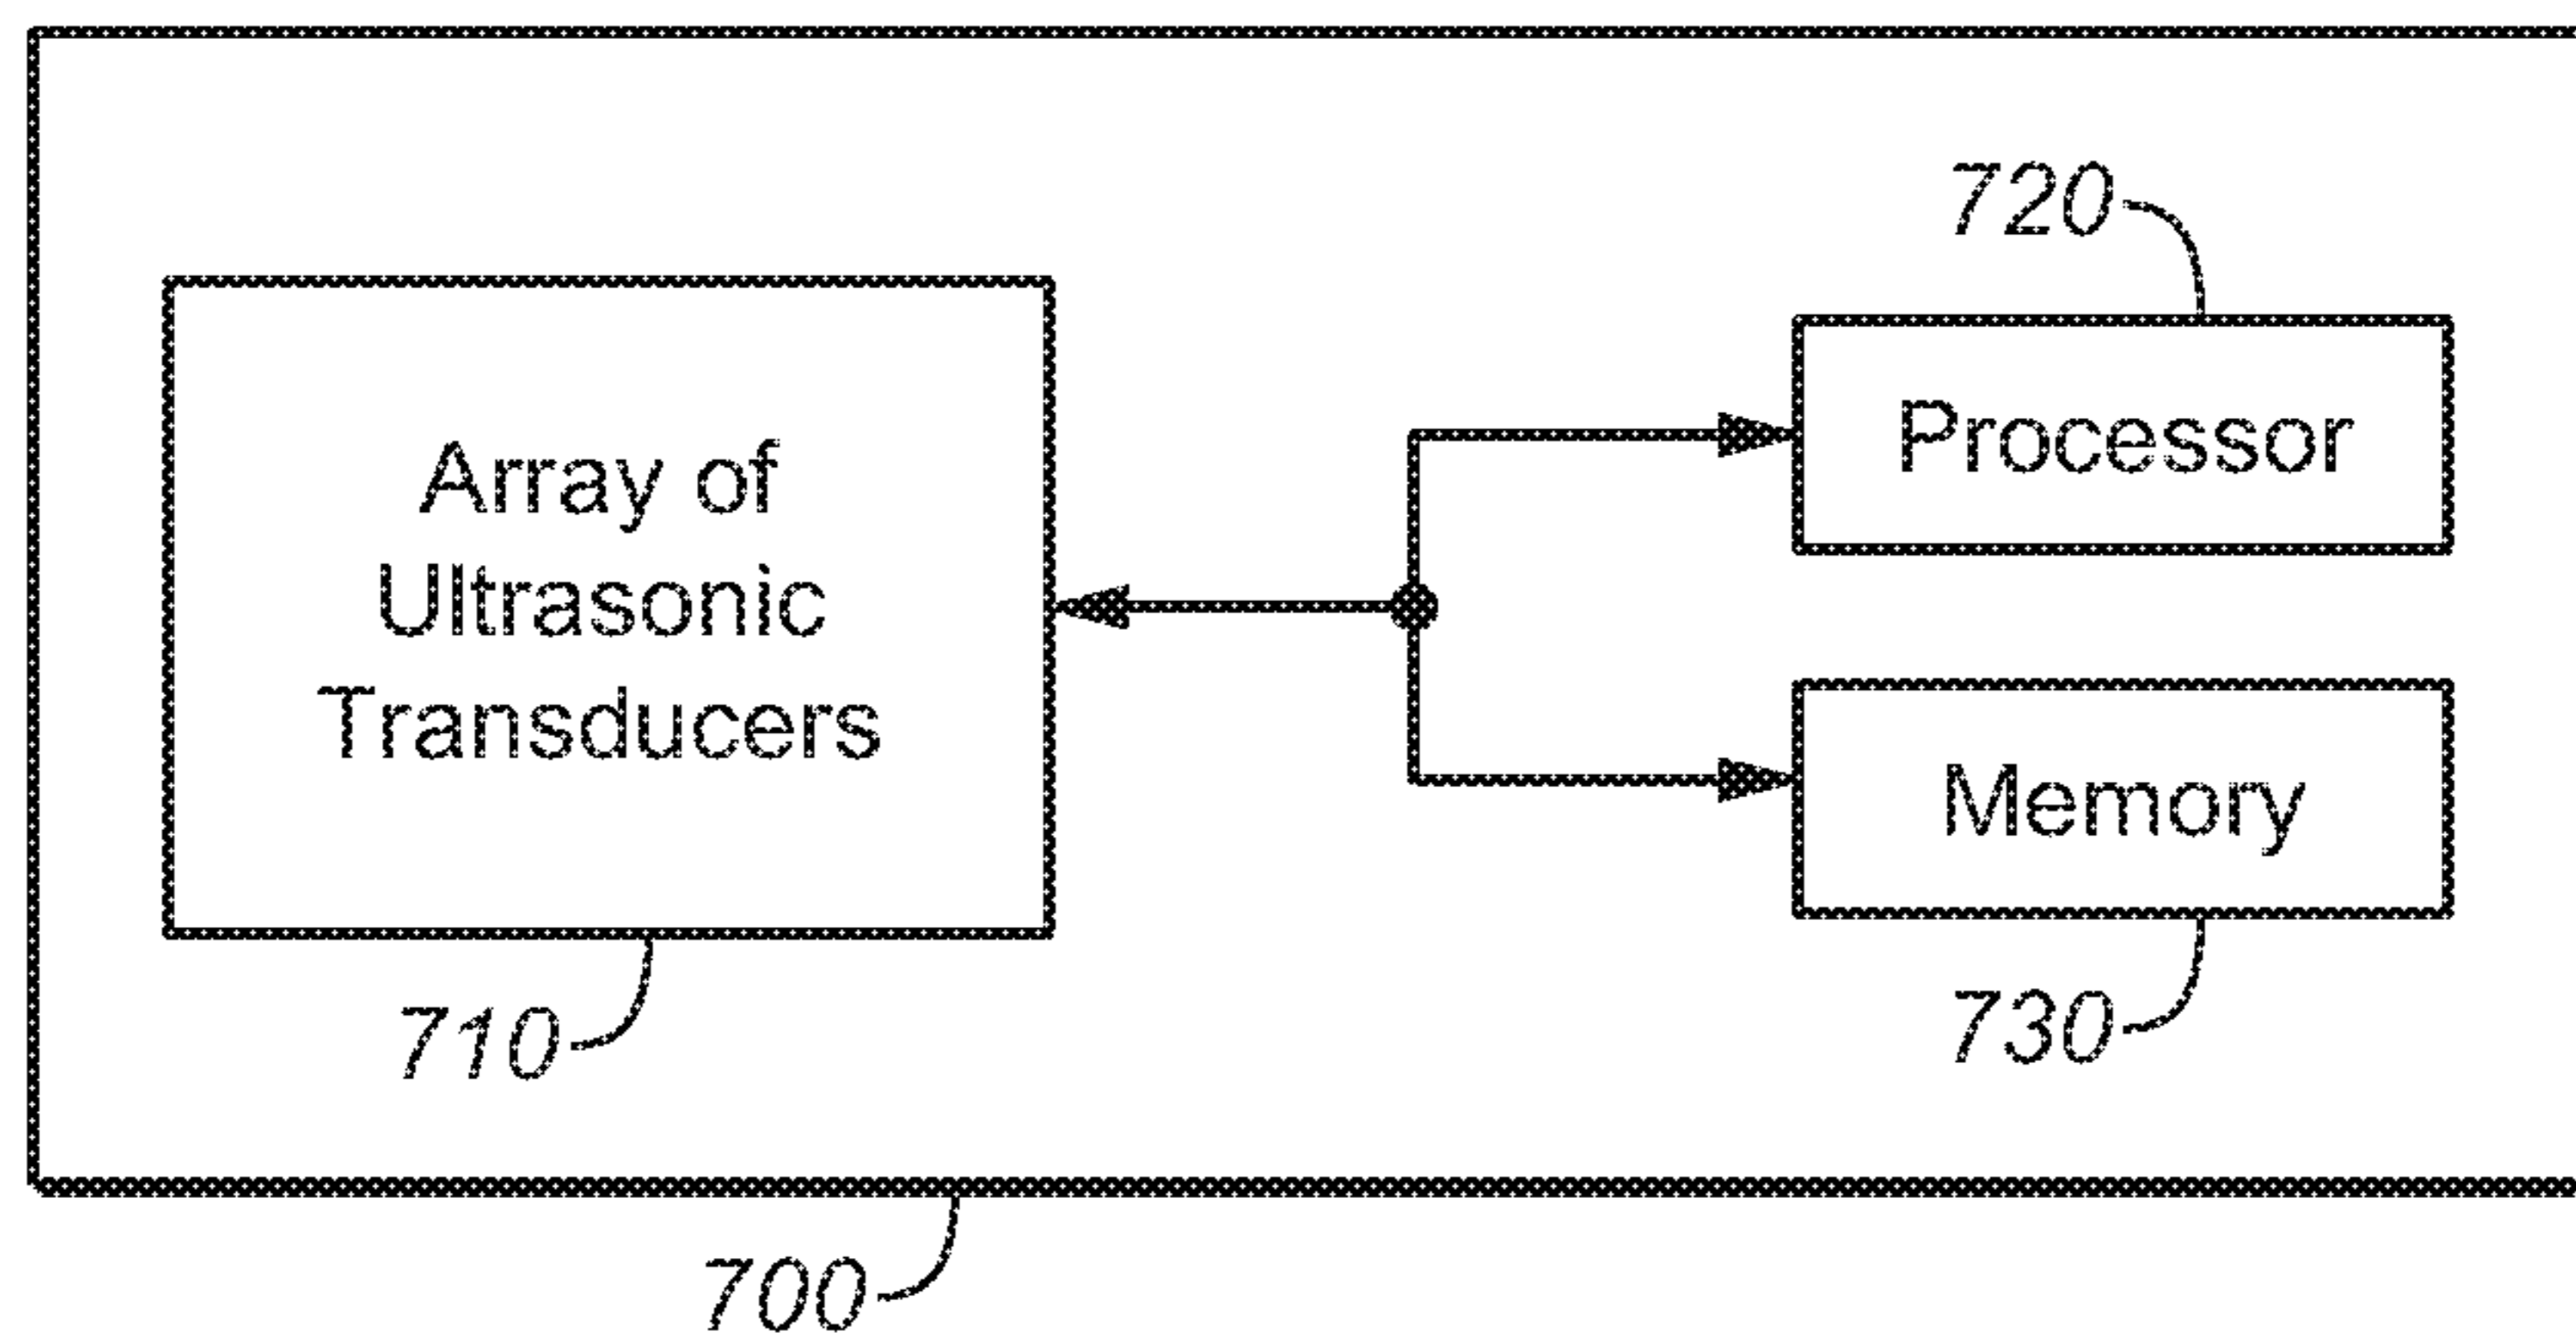 720
Array of
Ultrasonic
Transducers
Processor
Memory
710
730
700